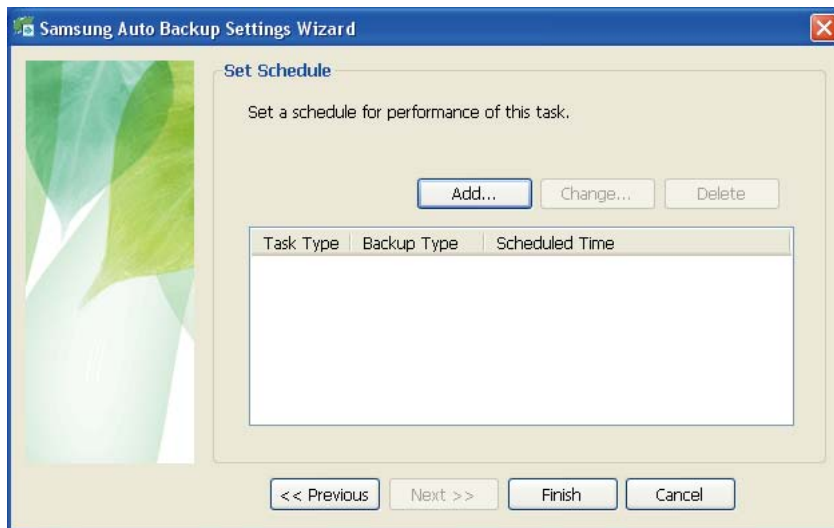 Samsung Auto Backup Settings Wizard
Set Schedule
Set a schedule for performance of this task.
Add... Change... Delete
Task Type Backup Type Scheduled Time
<< Previous Next >> Finish Cancel